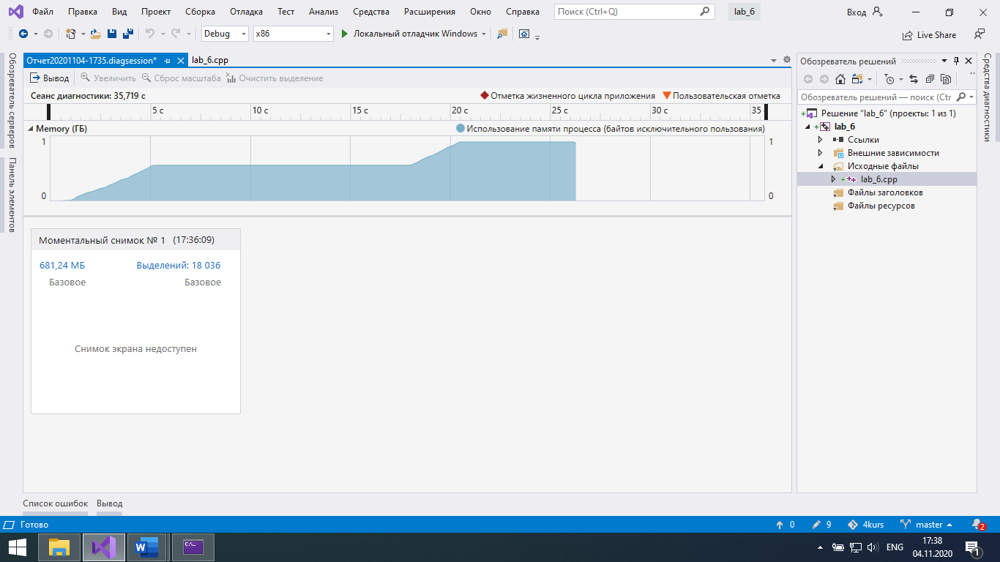 Файл Правка Вид Проект Сборка Отладка Тест Анализ Средства Расширения Окно Справка Поиск (Ctrl+Q) lab_6 Вход
Debug x86 Локальный отладчик Windows Live Share
Обозреватель серверов
Панель элементов
Отчет20201104-1735.diagsession* lab_6.cpp
Вывод Увеличить Сброс масштаба Очистить выделение
Сеанс диагностики: 35,719 с Отметка жизненного цикла приложения Пользовательская отметка
5 с 10 с 15 с 20 с 25 с 30 с 35
Memory (ГБ) Использование памяти процесса (байтов исключительного пользования)
1 1
0 0
Моментальный снимок № 1 (17:36:09)
681,24 МБ Выделений: 18 036
Базовое Базовое
Снимок экрана недоступен
Обозреватель решений
Обозреватель решений — поиск (Ctr
Решение "lab_6" (проекты: 1 из 1)
lab_6
Ссылки
Внешние зависимости
Исходные файлы
lab_6.cpp
Файлы заголовков
Файлы ресурсов
Средства диагностики
Список ошибок Вывод
Готово 0 9 4kurs master 2
ENG 17:38 1
04.11.2020